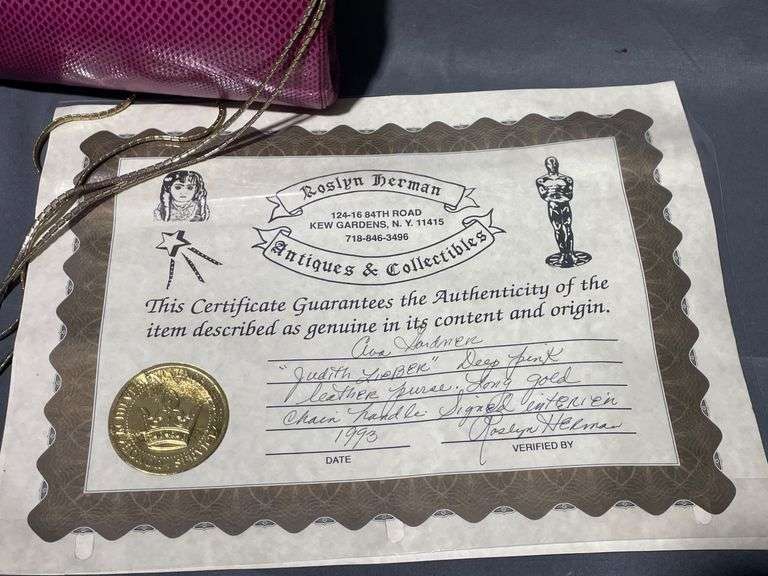 Roslyn Herman
124-16 84TH ROAD
KEW GARDENS, N. Y. 11415
718-846-3496
Antiques & Collectibles
This Certificate Guarantees the Authenticity of the
item described as genuine in its content and origin.
Ava Gardner
"Judith LIEBER" Deep pink
leather purse. Long gold
chain handle Signed interior
1993 Roslyn Herman
DATE VERIFIED BY